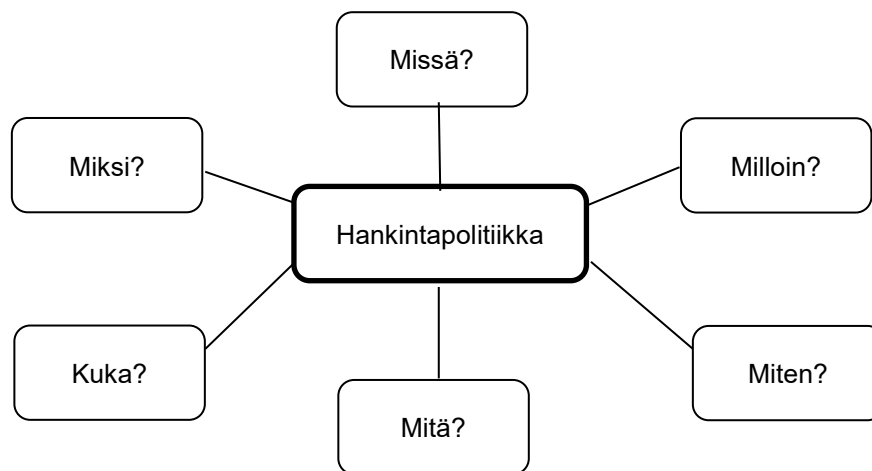 Missä?
Miksi?
Milloin?
Hankintapolitiikka
Kuka?
Miten?
Mitä?